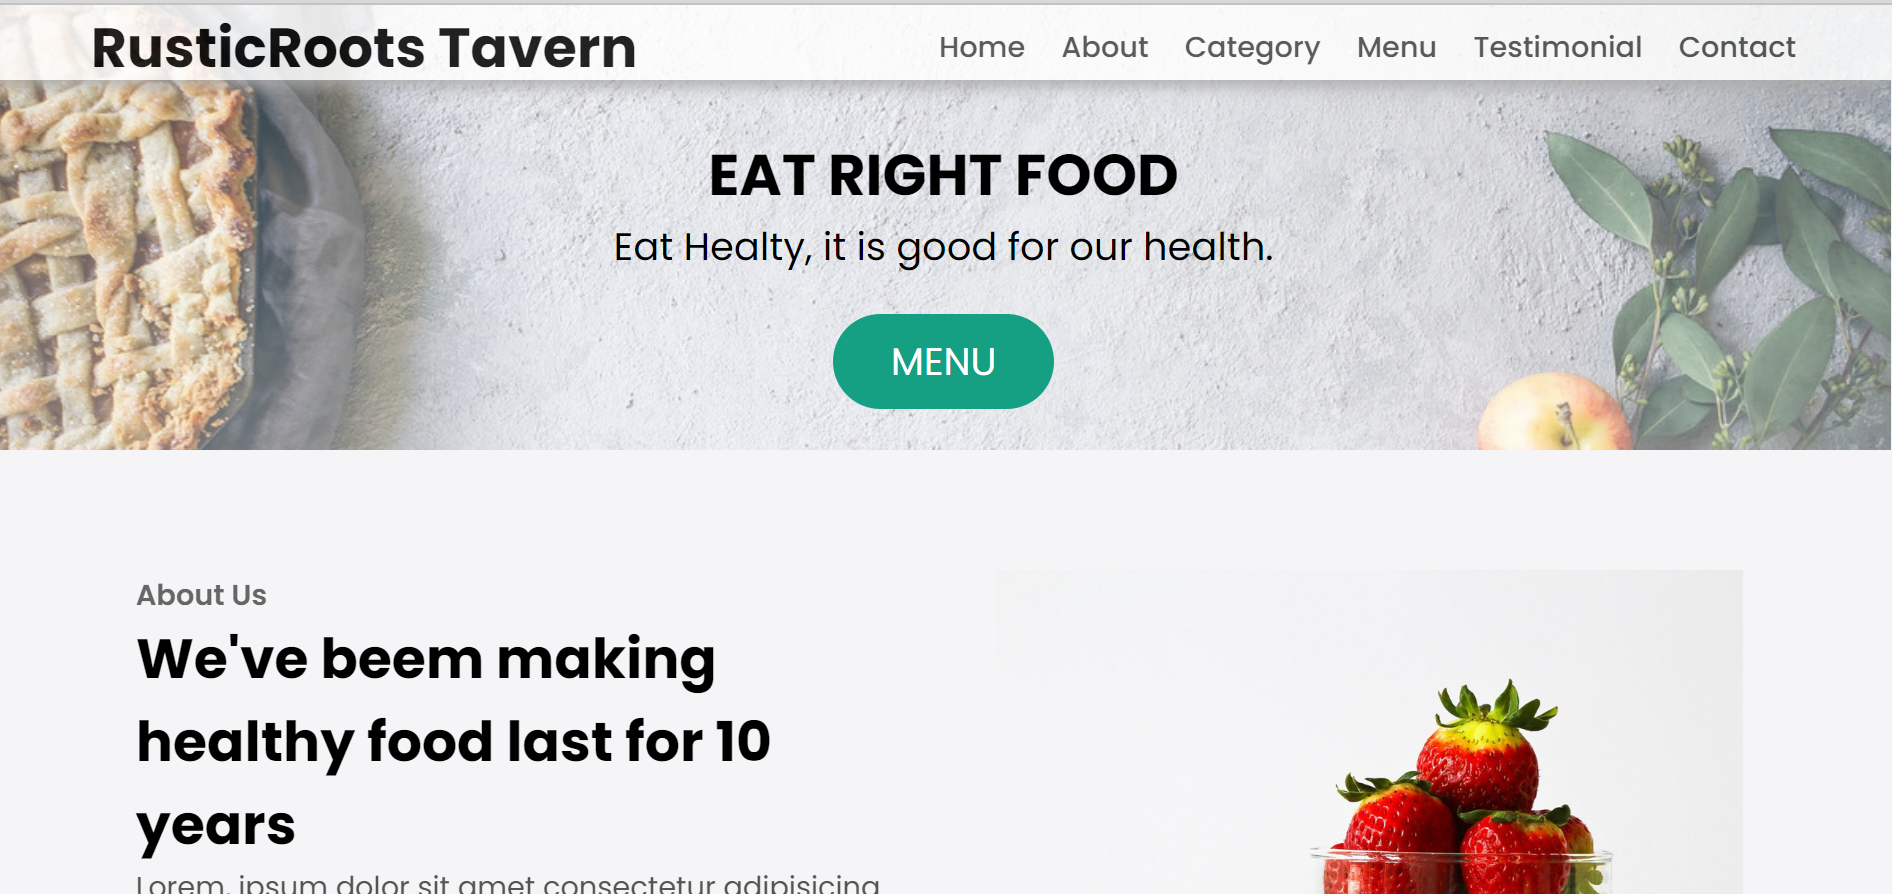 RusticRoots Tavern
Home About Category Menu Testimonial Contact
EAT RIGHT FOOD
Eat Healty, it is good for our health.
MENU
About Us
We've beem making
healthy food last for 10
years
Lorem, ipsum dolor sit amet consectetur adipisicing